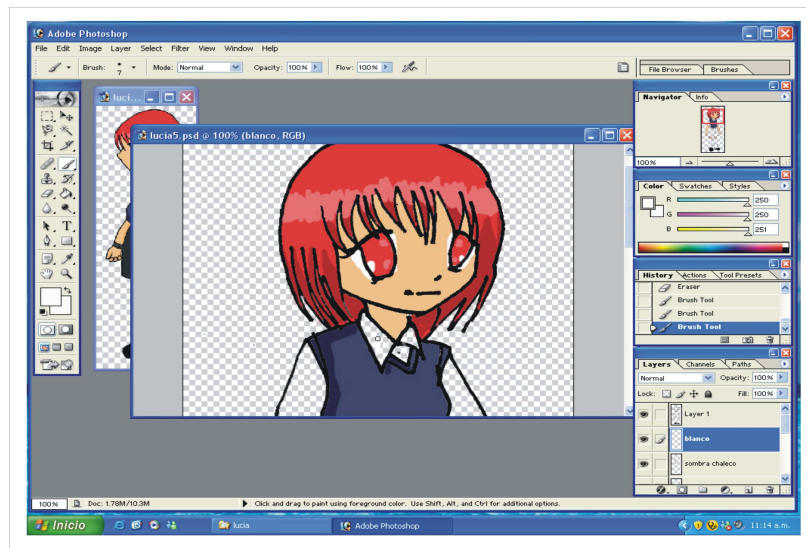 Adobe Photoshop
File Edit Image Layer Select Filter View Window Help
Brush: 7 Mode: Normal Opacity: 100% Flow: 100%
File Browser Brushes
luci...
lucia5.psd @ 100% (blanco, RGB)
Navigator Info
100%
Color Swatches Styles
R 250
G 250
B 251
History Actions Tool Presets
Eraser
Brush Tool
Brush Tool
Brush Tool
Layers Channels Paths
Normal Opacity: 100%
Lock: Fill: 100%
Layer 1
blanco
sombra chaleco
100% Doc: 1.78M/10.3M Click and drag to paint using foreground color. Use Shift, Alt, and Ctrl for additional options.
Inicio lucia Adobe Photoshop 11:14 a.m.